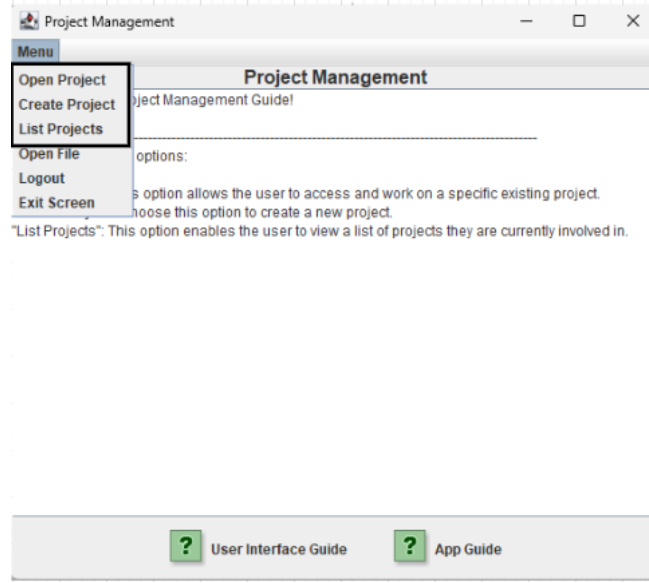 Project Management
Menu
Project Management
Open Project
Create Project
List Projects
Open File
Logout
Exit Screen
oject Management Guide!
options:
s option allows the user to access and work on a specific existing project.
hoose this option to create a new project.
"List Projects": This option enables the user to view a list of projects they are currently involved in.
? User Interface Guide
? App Guide